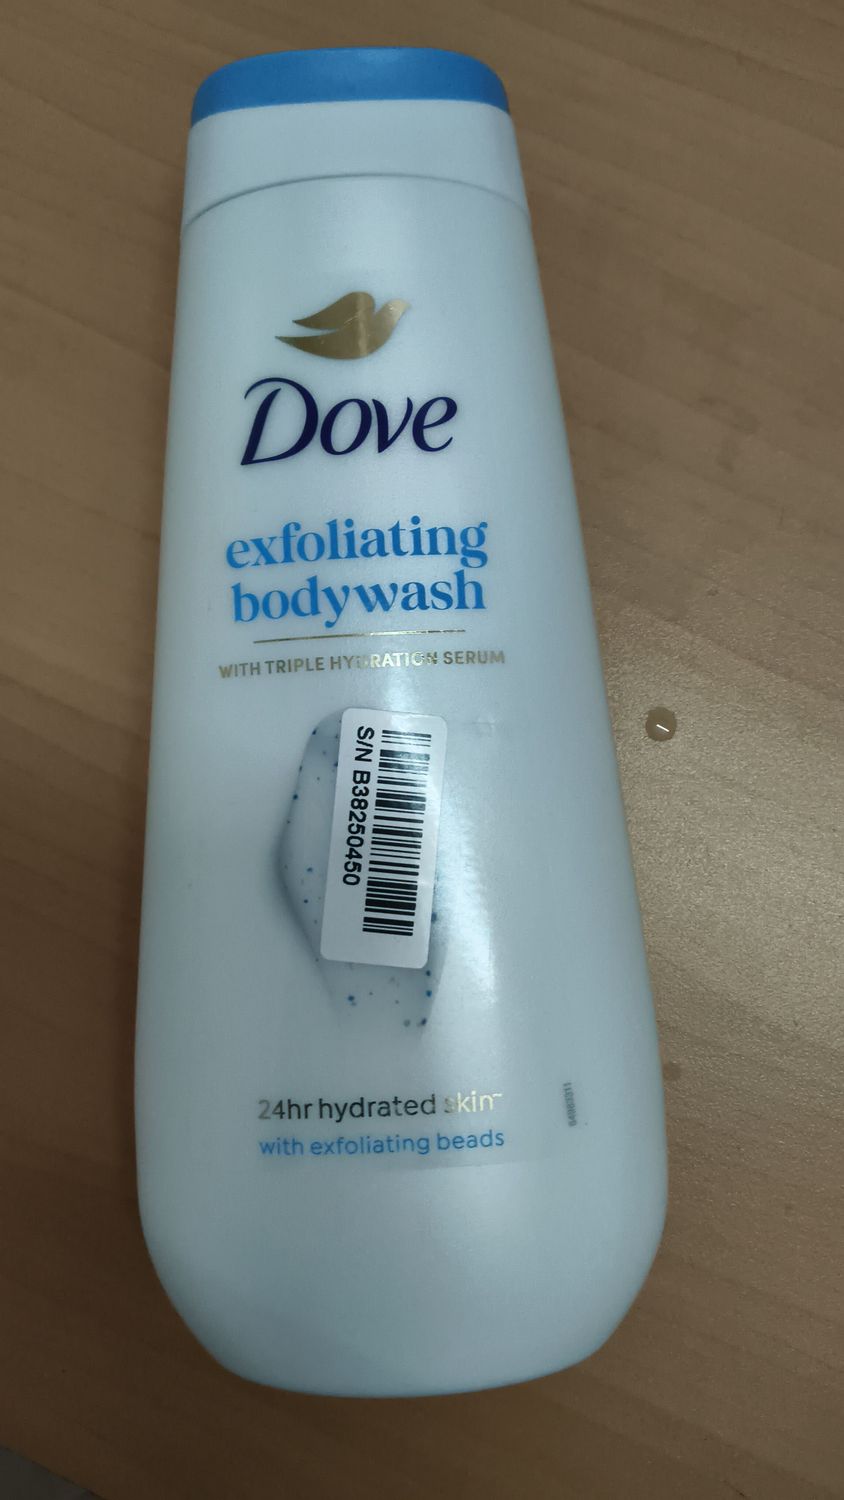 Dove
exfoliating
bodywash
WITH TRIPLE HYDRATION SERUM
S/N B38250450
24hr hydrated skin
with exfoliating beads